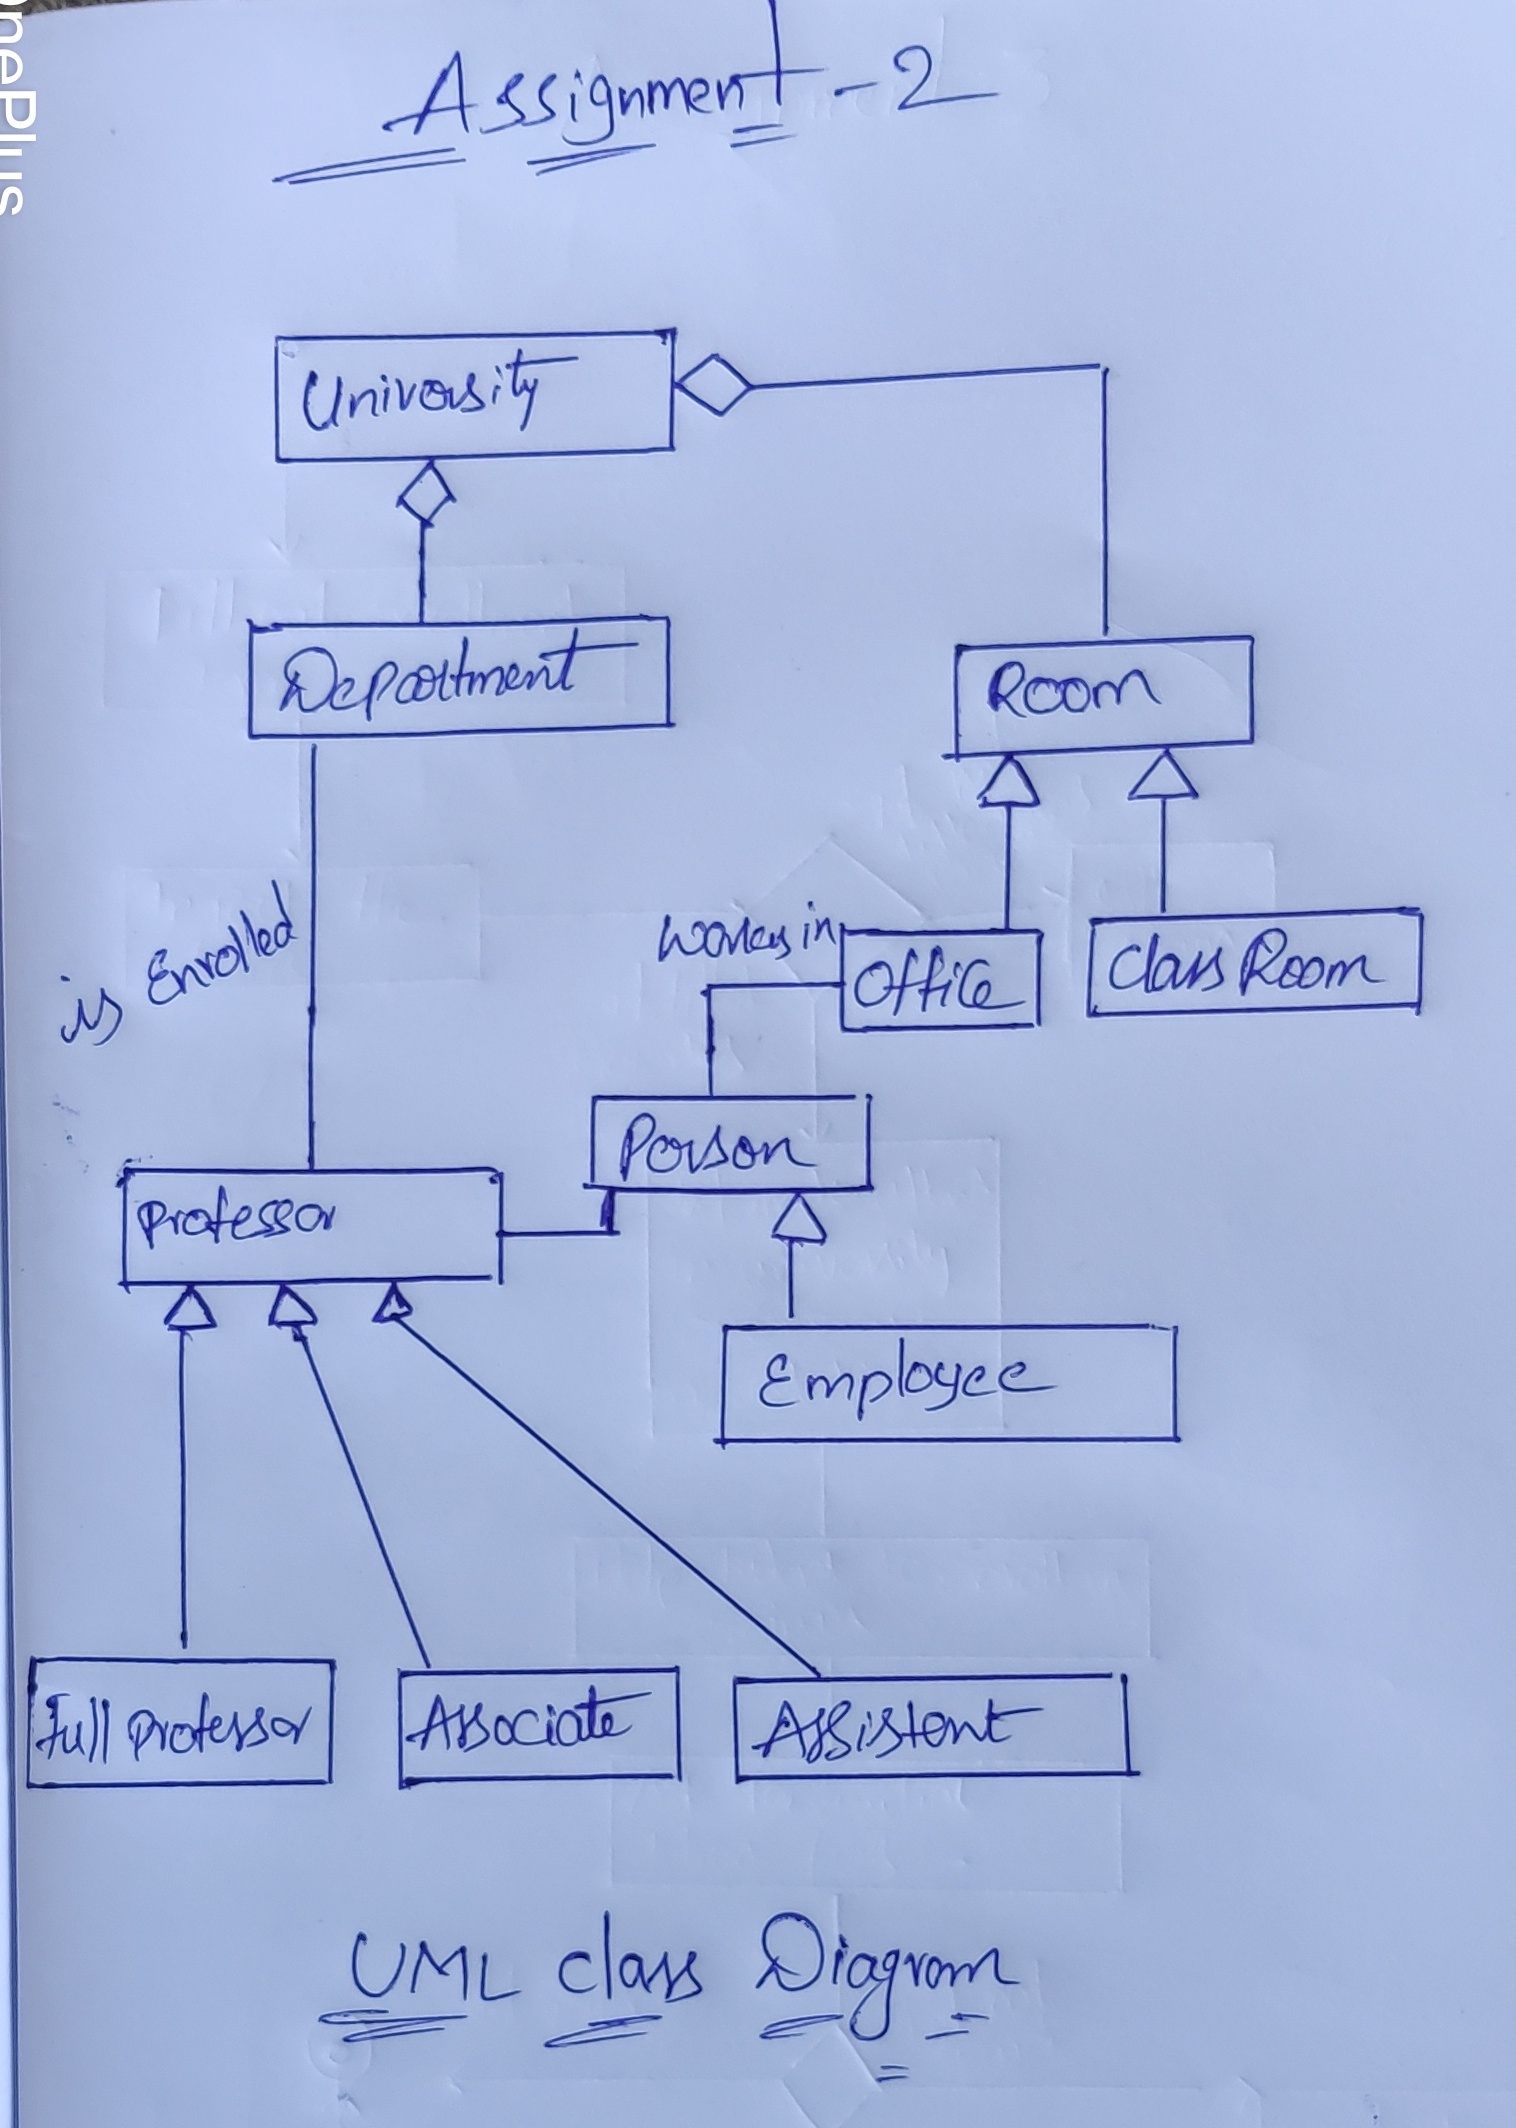 OnePlus
Assignment - 2
University
Department
Room
is Enrolled
works in
Office
Class Room
Person
Professor
Employee
Full Professor
Associate
Assistent
UML class Diagram